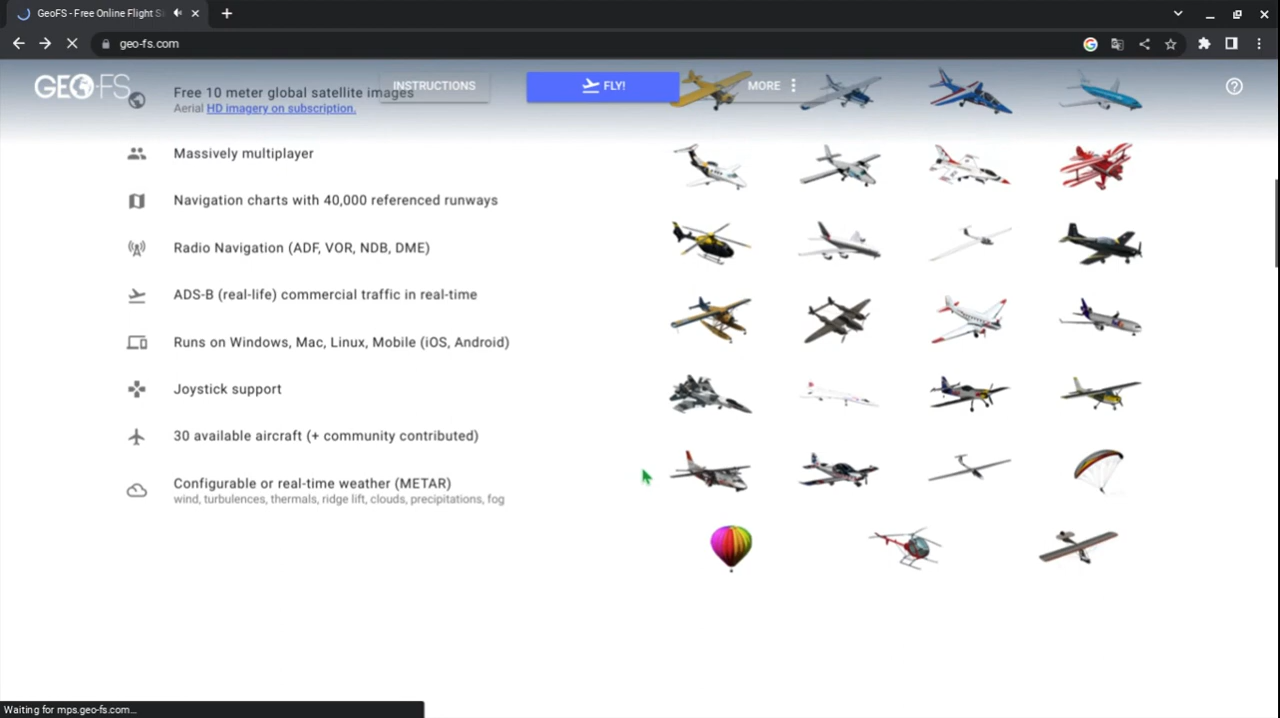 GeoFS - Free Online Flight Si
geo-fs.com
GEO-FS
INSTRUCTIONS
FLY!
MORE
Free 10 meter global satellite images
Aerial HD imagery on subscription.
Massively multiplayer
Navigation charts with 40,000 referenced runways
Radio Navigation (ADF, VOR, NDB, DME)
ADS-B (real-life) commercial traffic in real-time
Runs on Windows, Mac, Linux, Mobile (iOS, Android)
Joystick support
30 available aircraft (+ community contributed)
Configurable or real-time weather (METAR)
wind, turbulences, thermals, ridge lift, clouds, precipitations, fog
Waiting for mps.geo-fs.com...